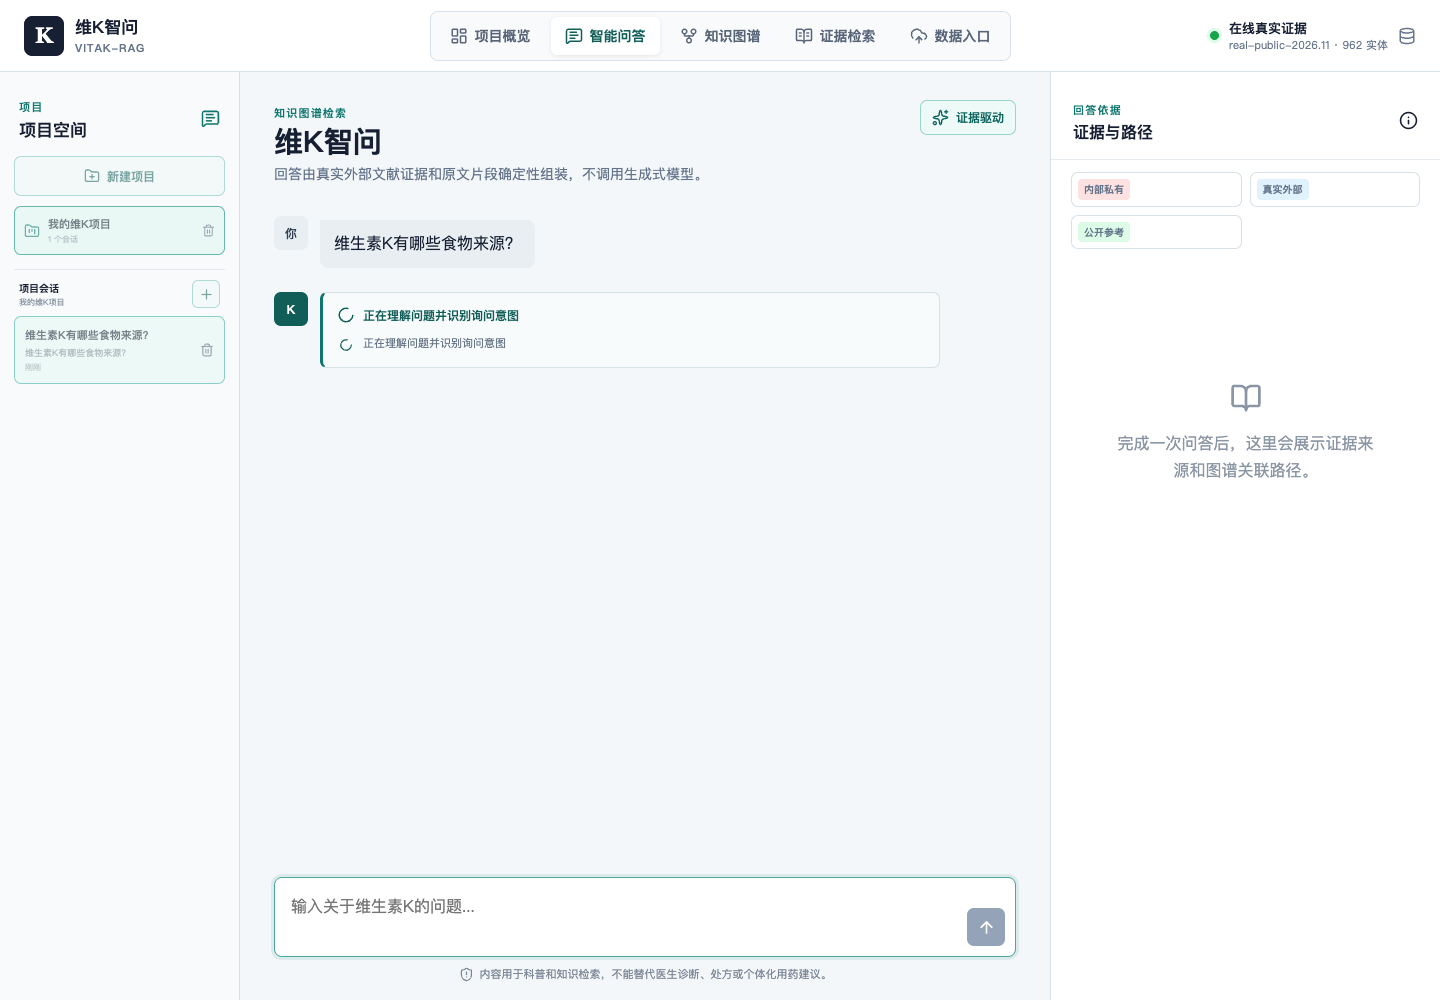 K
维K智问
VITAK-RAG
项目概览
智能问答
知识图谱
证据检索
数据入口
在线真实证据
real-public-2026.11 · 962 实体
项目
项目空间
新建项目
我的维K项目
1 个会话
项目会话
我的维K项目
维生素K有哪些食物来源？
维生素K有哪些食物来源？
刚刚
知识图谱检索
维K智问
回答由真实外部文献证据和原文片段确定性组装，不调用生成式模型。
证据驱动
你
维生素K有哪些食物来源？
K
正在理解问题并识别询问意图
正在理解问题并识别询问意图
输入关于维生素K的问题...
内容用于科普和知识检索，不能替代医生诊断、处方或个体化用药建议。
回答依据
证据与路径
内部私有
真实外部
公开参考
完成一次问答后，这里会展示证据来
源和图谱关联路径。